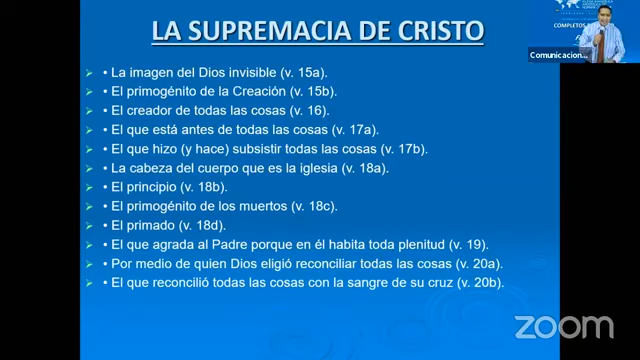 LA SUPREMACIA DE CRISTO
• La imagen del Dios invisible (v. 15a).
• El primogénito de la Creación (v. 15b).
• El creador de todas las cosas (v. 16).
• El que está antes de todas las cosas (v. 17a).
• El que hizo (y hace) subsistir todas las cosas (v. 17b).
• La cabeza del cuerpo que es la iglesia (v. 18a).
• El principio (v. 18b).
• El primogénito de los muertos (v. 18c).
• El primado (v. 18d).
• El que agrada al Padre porque en él habita toda plenitud (v. 19).
• Por medio de quien Dios eligió reconciliar todas las cosas (v. 20a).
• El que reconcilió todas las cosas con la sangre de su cruz (v. 20b).
COMPLETOS
zoom